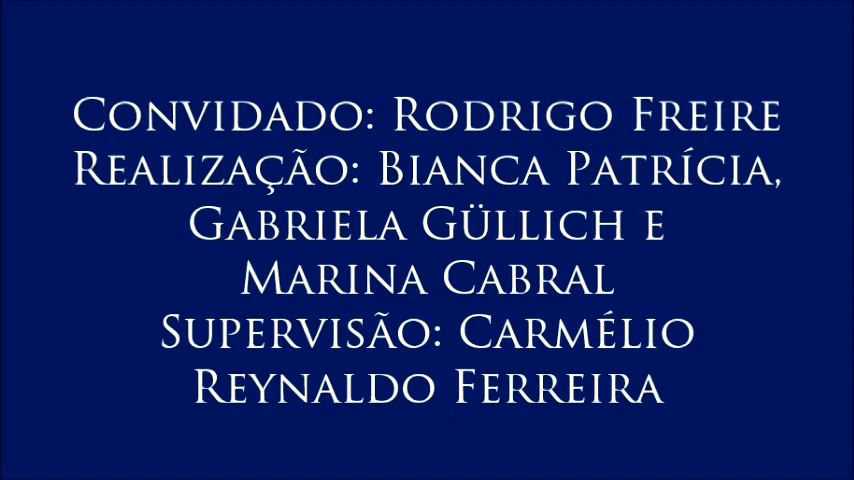 Convidado: Rodrigo Freire
Realização: Bianca Patrícia,
Gabriela Güllich e
Marina Cabral
Supervisão: Carmélio
Reynaldo Ferreira